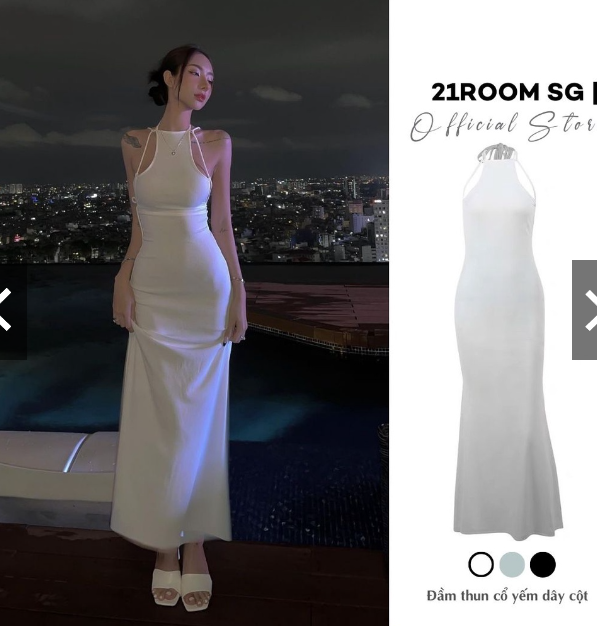 21ROOM SG
Official Stor
Đầm thun cổ yếm dây cột